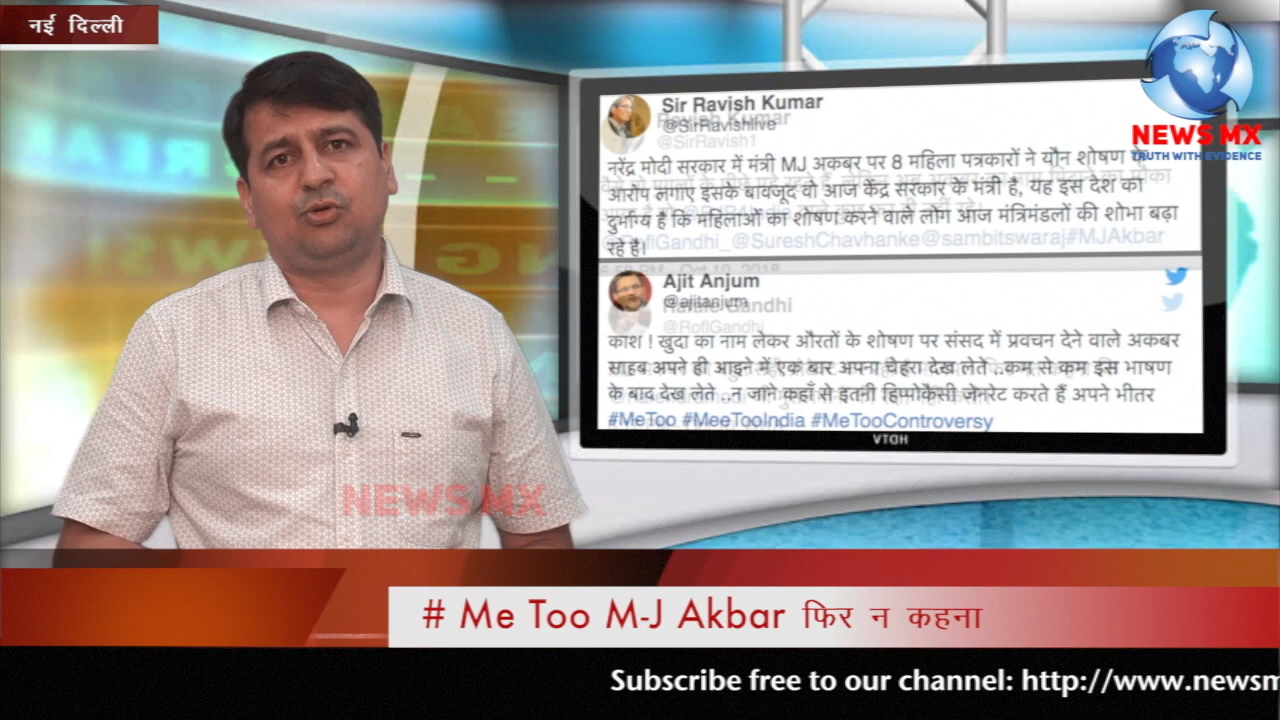 नई दिल्ली
NEWS MX
TRUTH WITH EVIDENCE
Sir Ravish Kumar
@SirRavishlive
@SirRavish1
नरेंद्र मोदी सरकार में मंत्री MJ अकबर पर 8 महिला पत्रकारों ने यौन शोषण के
आरोप लगाए इसके बावजूद वो आज केंद्र सरकार के मंत्री है, यह इस देश का
दुर्भाग्य है कि महिलाओं का शोषण करने वाले लोग आज मंत्रिमंडलों की शोभा बढ़ा
_@SureshChavhanke@sambitswaraj#MJAkbar
रहे है।
Ajit Anjum
@ajitanjum
Gandhi
@RoflGandhi
काश ! खुदा का नाम लेकर औरतों के शोषण पर संसद में प्रवचन देने वाले अकबर
साहब अपने ही आइने में एक बार अपना चेहरा देख लेते ..कम से कम इस भाषण
के बाद देख लेते ..न जाने कहाँ से इतनी हिप्पोक्रेसी जेनरेट करते हैं अपने भीतर
#MeToo #MeeTooIndia #MeTooControversy
NEWS MX
# Me Too M-J Akbar फिर न कहना
Subscribe free to our channel: http://www.newsm